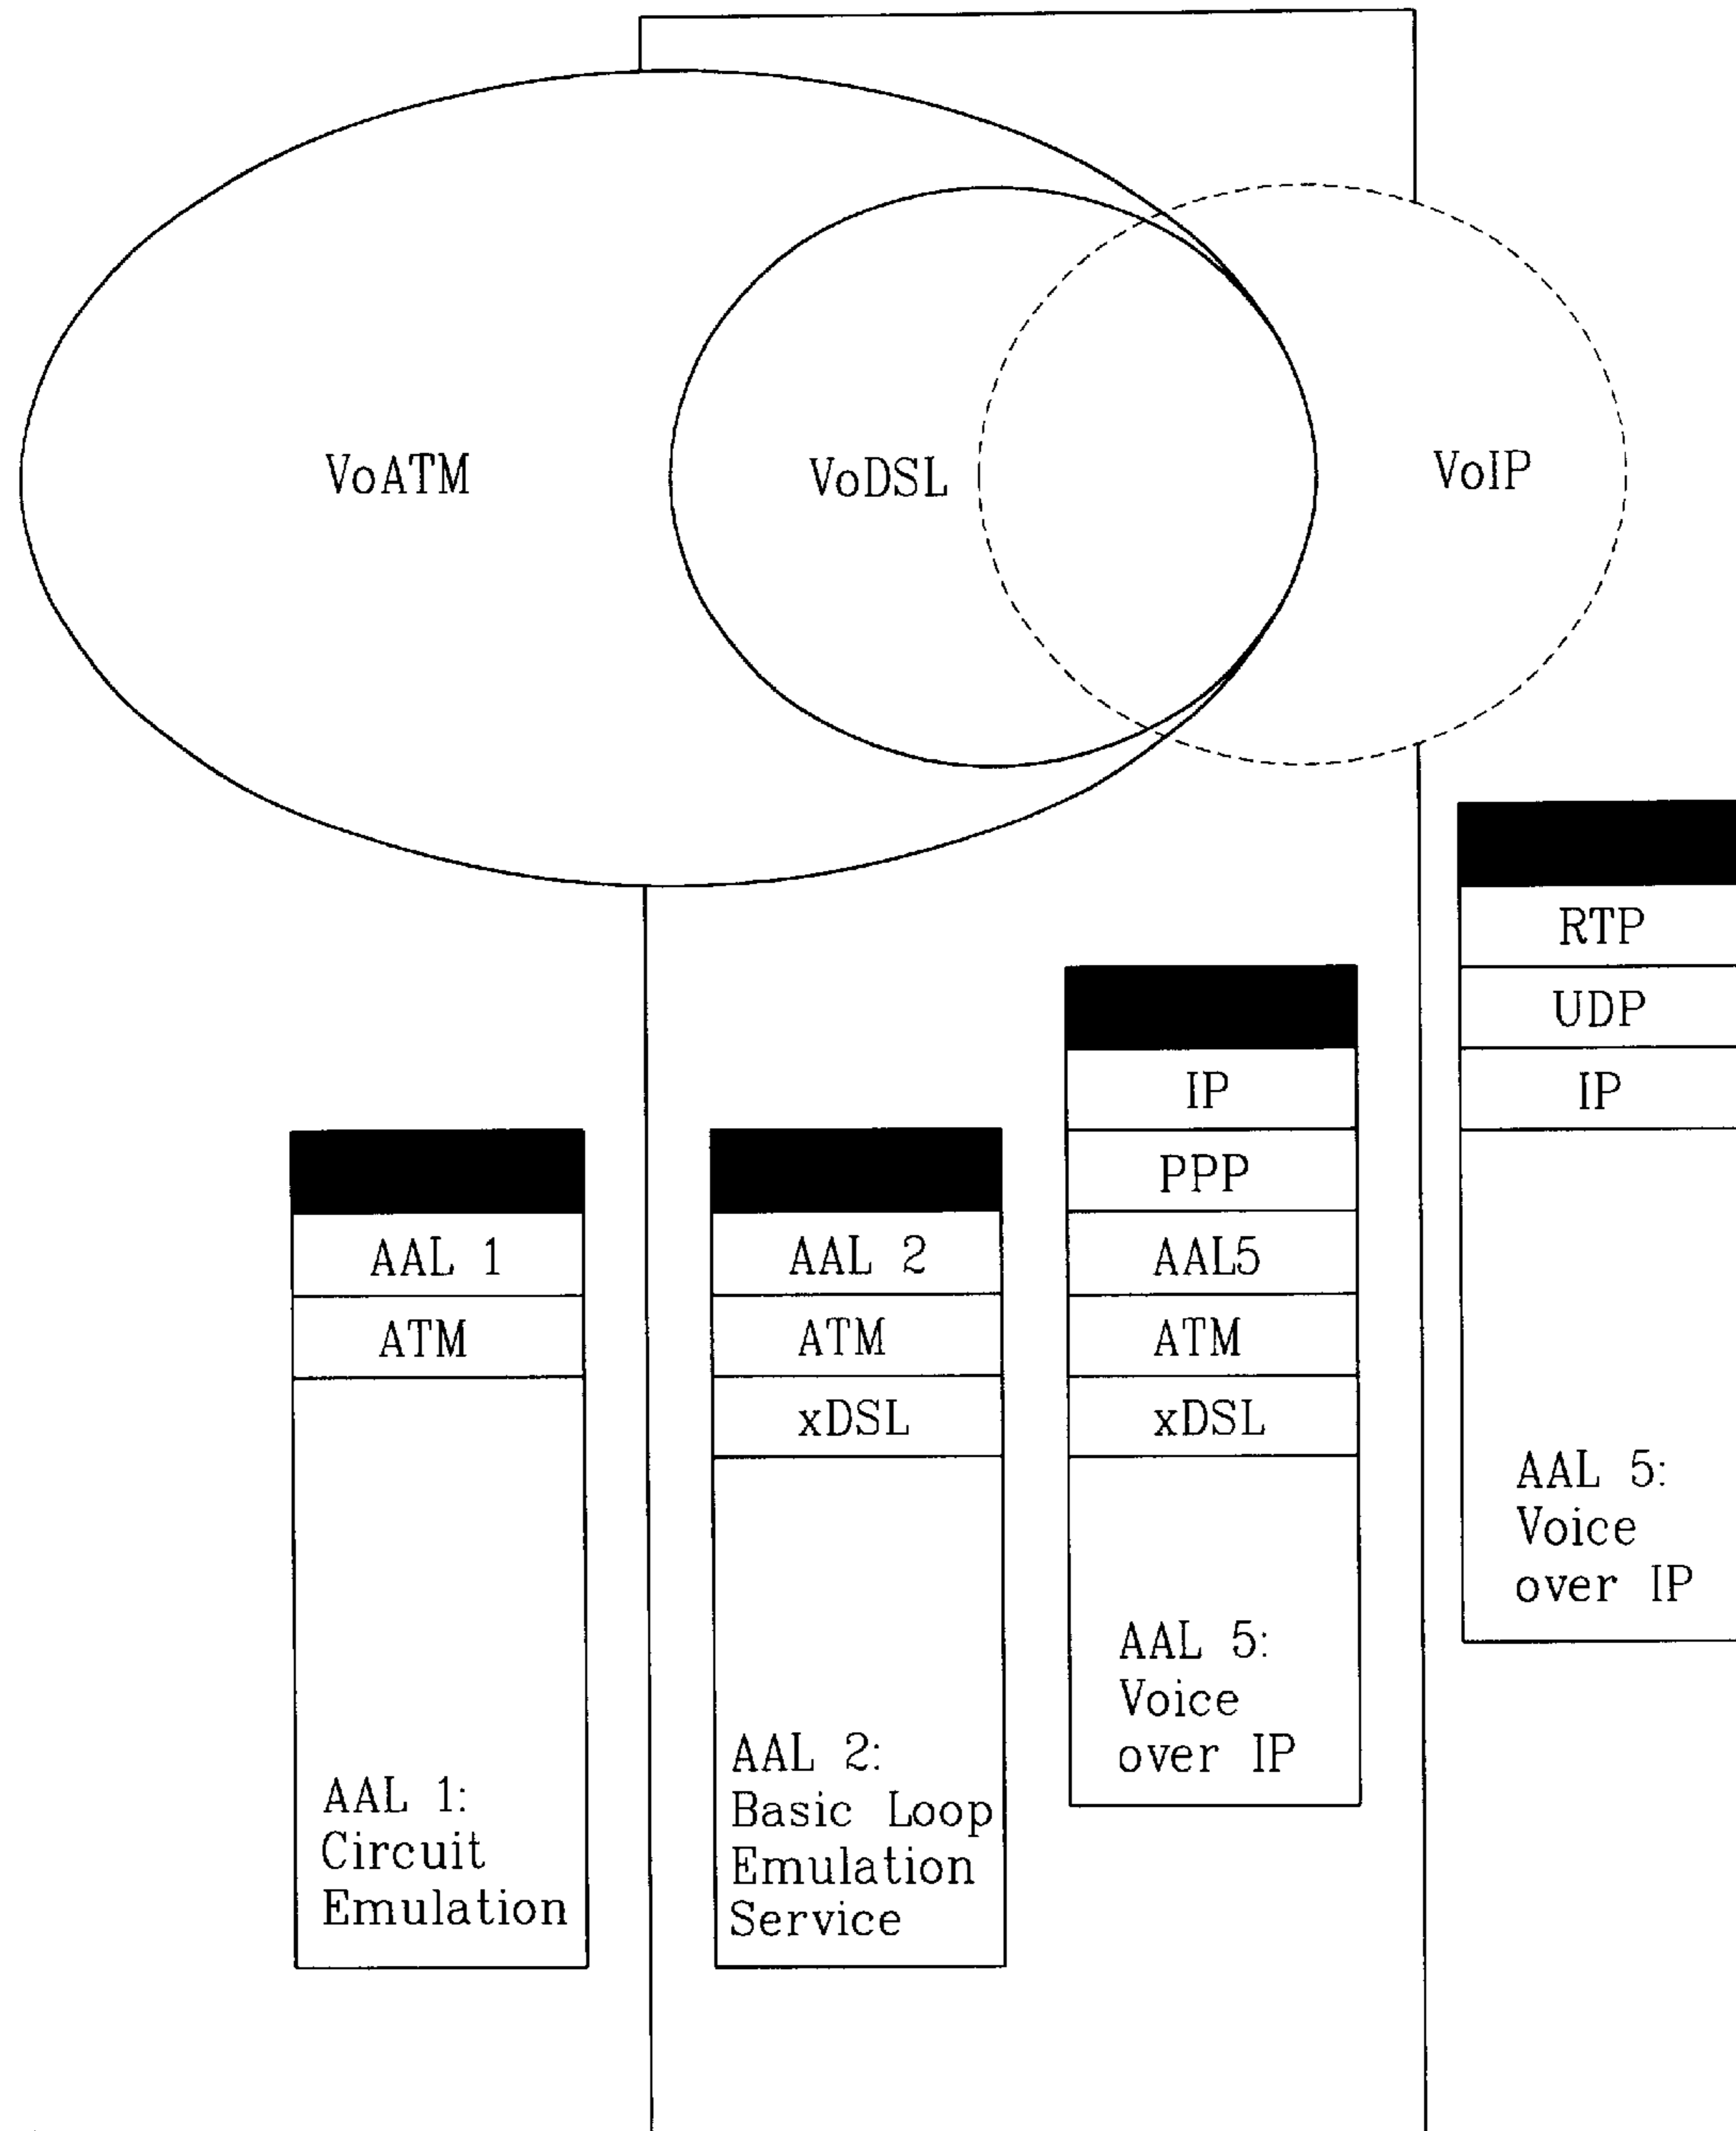 VoATM
VoDSL
VoIP
AAL 1
ATM
AAL 1:
Circuit
Emulation
AAL 2
ATM
xDSL
AAL 2:
Basic Loop
Emulation
Service
IP
PPP
AAL5
ATM
xDSL
AAL 5:
Voice
over IP
RTP
UDP
IP
AAL 5:
Voice
over IP